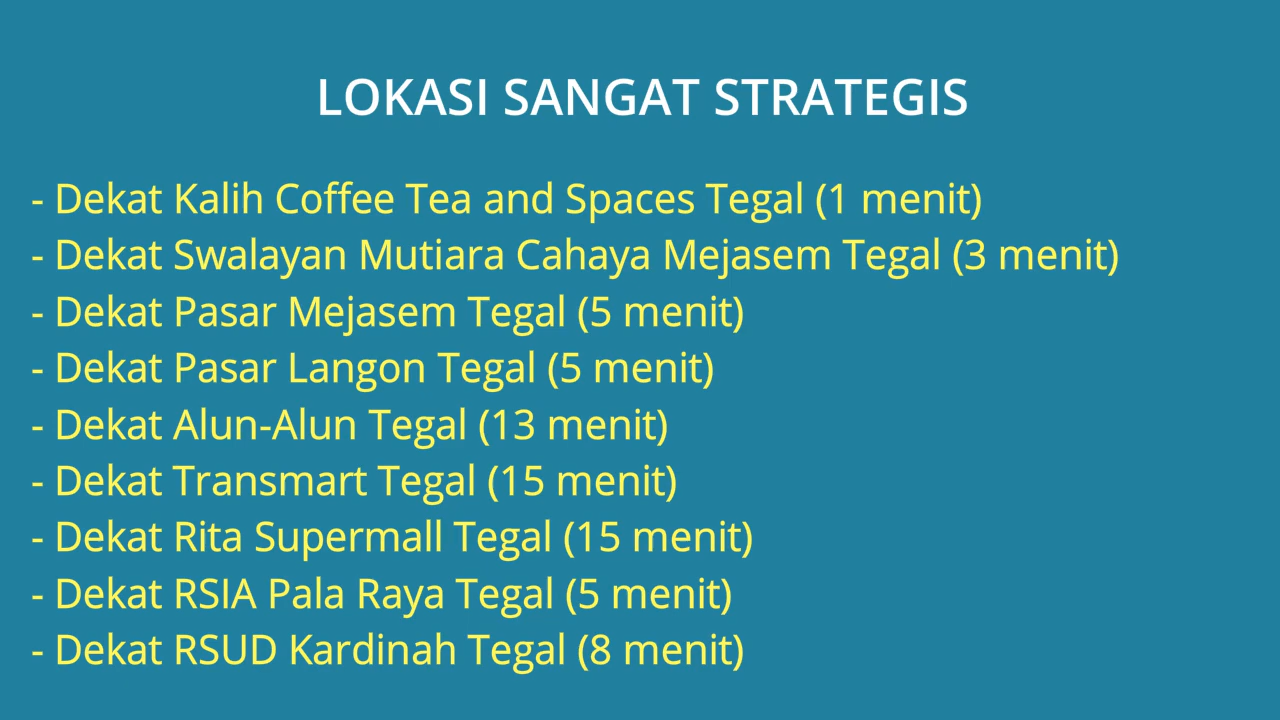 LOKASI SANGAT STRATEGIS
- Dekat Kalih Coffee Tea and Spaces Tegal (1 menit)
- Dekat Swalayan Mutiara Cahaya Mejasem Tegal (3 menit)
- Dekat Pasar Mejasem Tegal (5 menit)
- Dekat Pasar Langon Tegal (5 menit)
- Dekat Alun-Alun Tegal (13 menit)
- Dekat Transmart Tegal (15 menit)
- Dekat Rita Supermall Tegal (15 menit)
- Dekat RSIA Pala Raya Tegal (5 menit)
- Dekat RSUD Kardinah Tegal (8 menit)